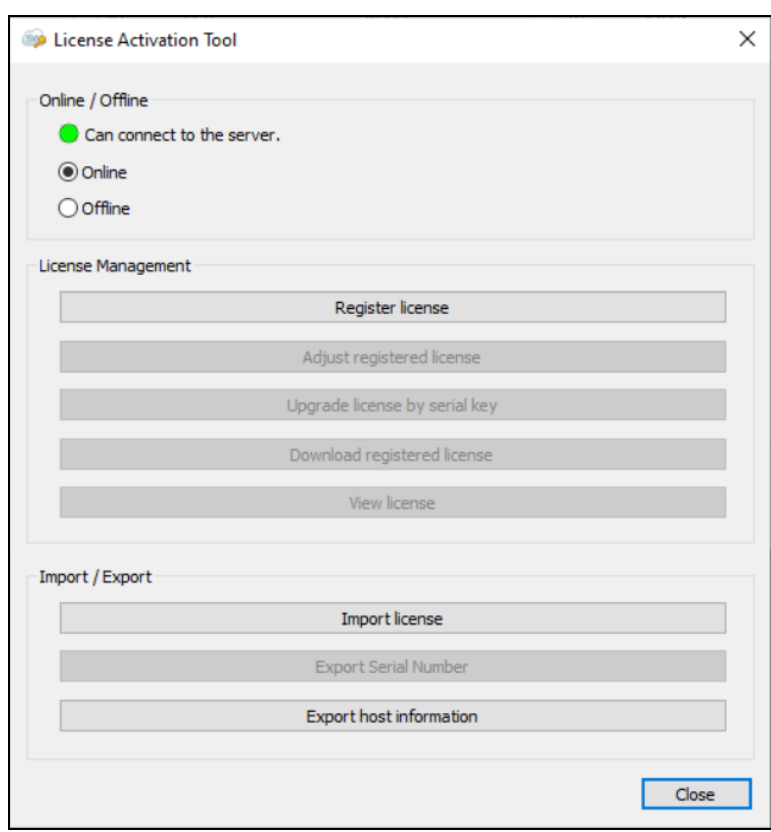 License Activation Tool
Online / Offline
Can connect to the server.
Online
Offline
License Management
Register license
Adjust registered license
Upgrade license by serial key
Download registered license
View license
Import / Export
Import license
Export Serial Number
Export host information
Close